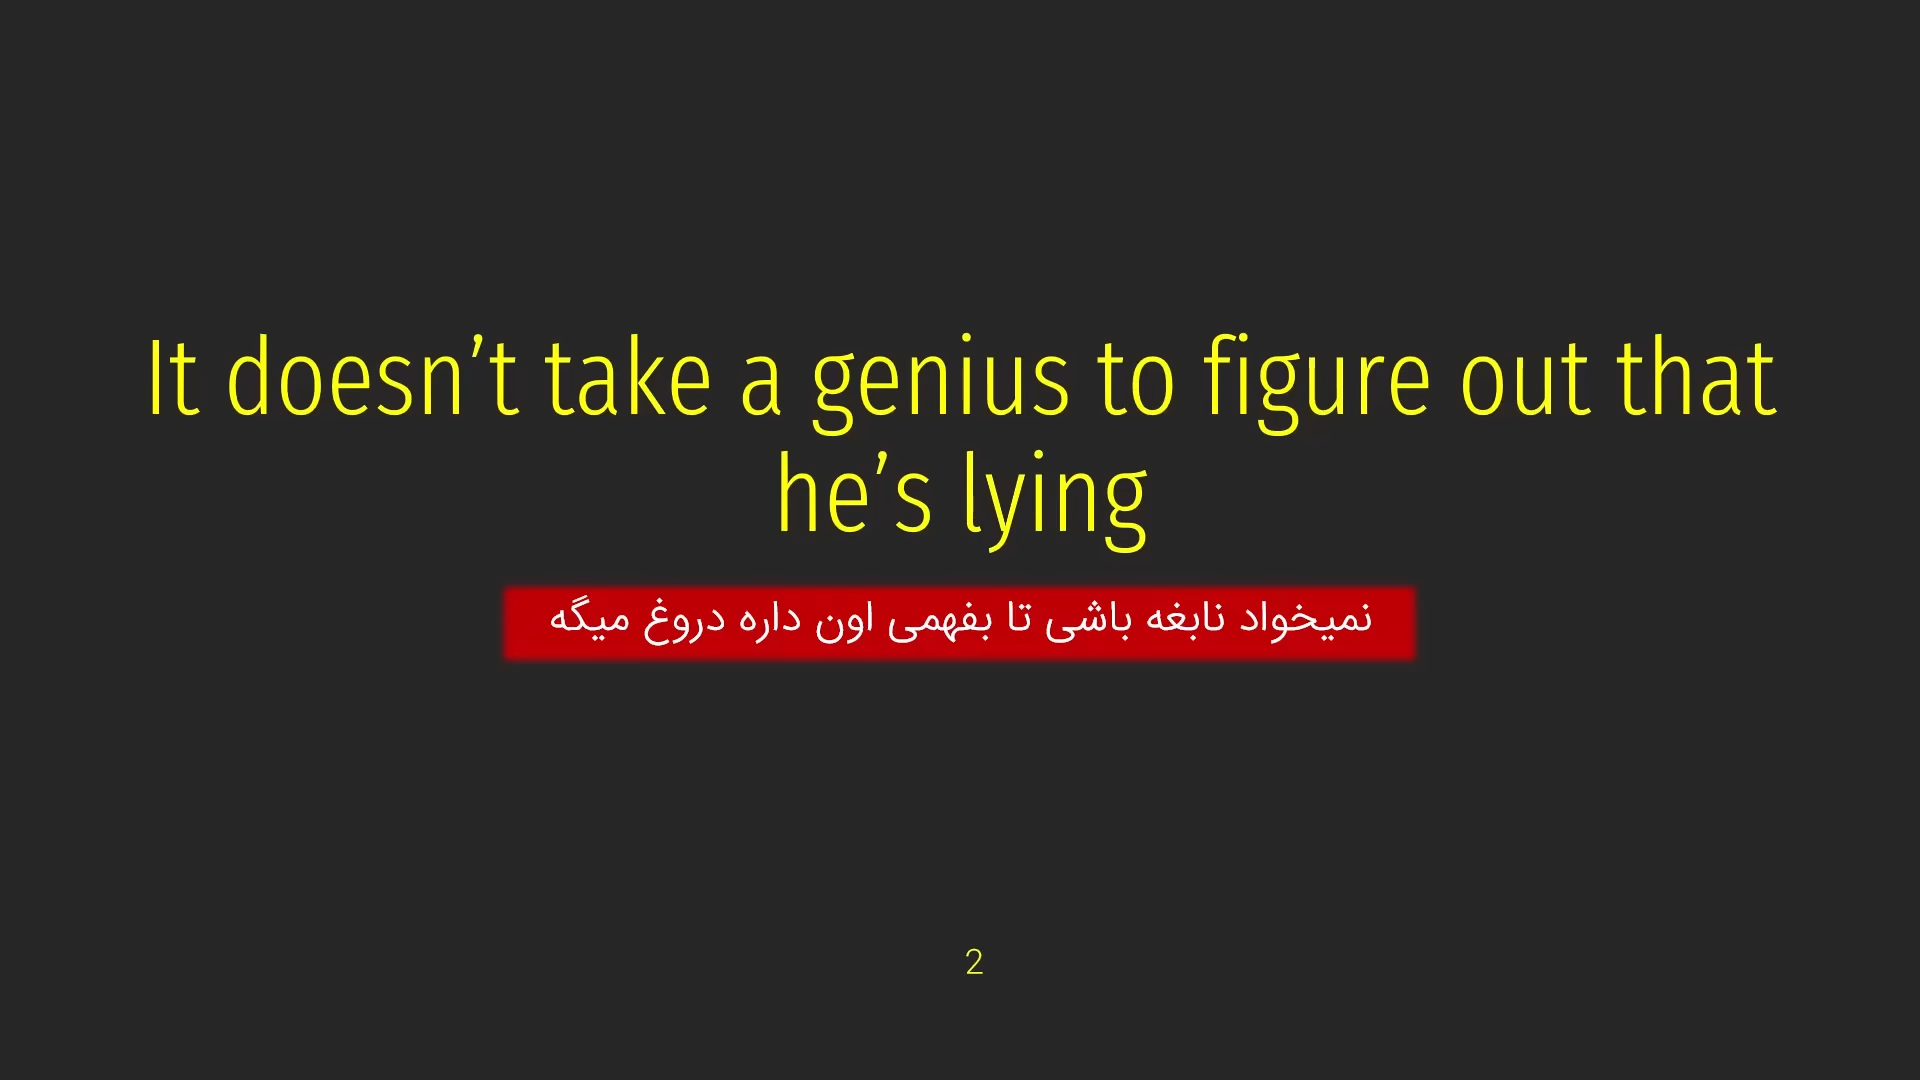 It doesn’t take a genius to figure out that
he’s lying
نمیخواد نابغه باشی تا بفهمی اون داره دروغ میگه
2